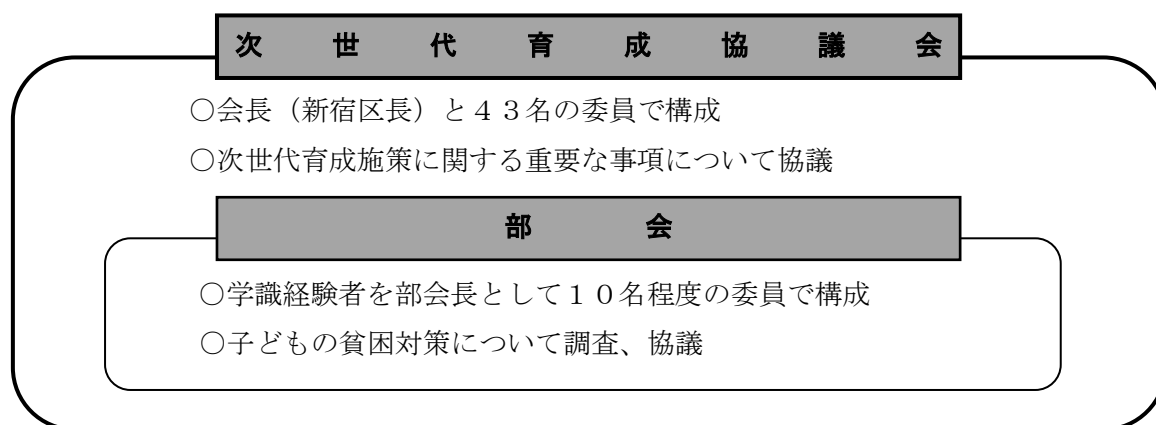 次世代育成協議会
○会長（新宿区長）と４３名の委員で構成
○次世代育成施策に関する重要な事項について協議
部会
○学識経験者を部会長として１０名程度の委員で構成
○子どもの貧困対策について調査、協議